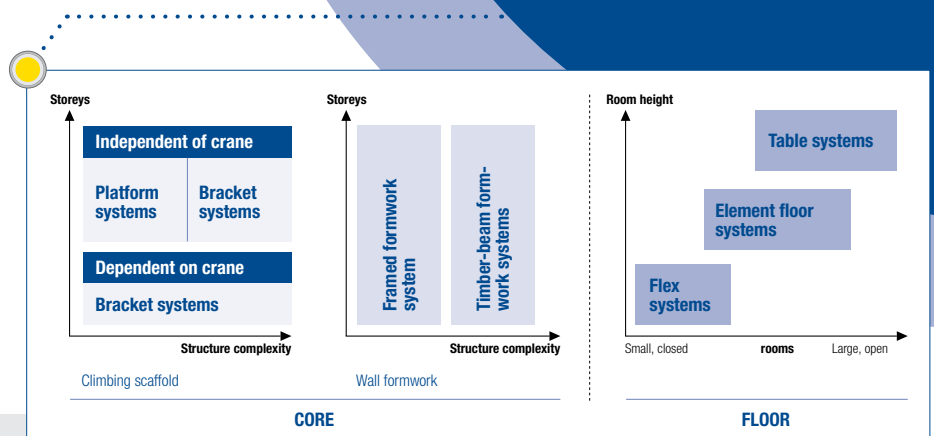 Storeys
Independent of crane
Platform
systems
Bracket
systems
Dependent on crane
Bracket systems
Structure complexity
Climbing scaffold
Storeys
Framed formwork
system
Timber-beam form-
work systems
Structure complexity
Wall formwork
CORE
Room height
Table systems
Element floor
systems
Flex
systems
Small, closed
rooms
Large, open
FLOOR